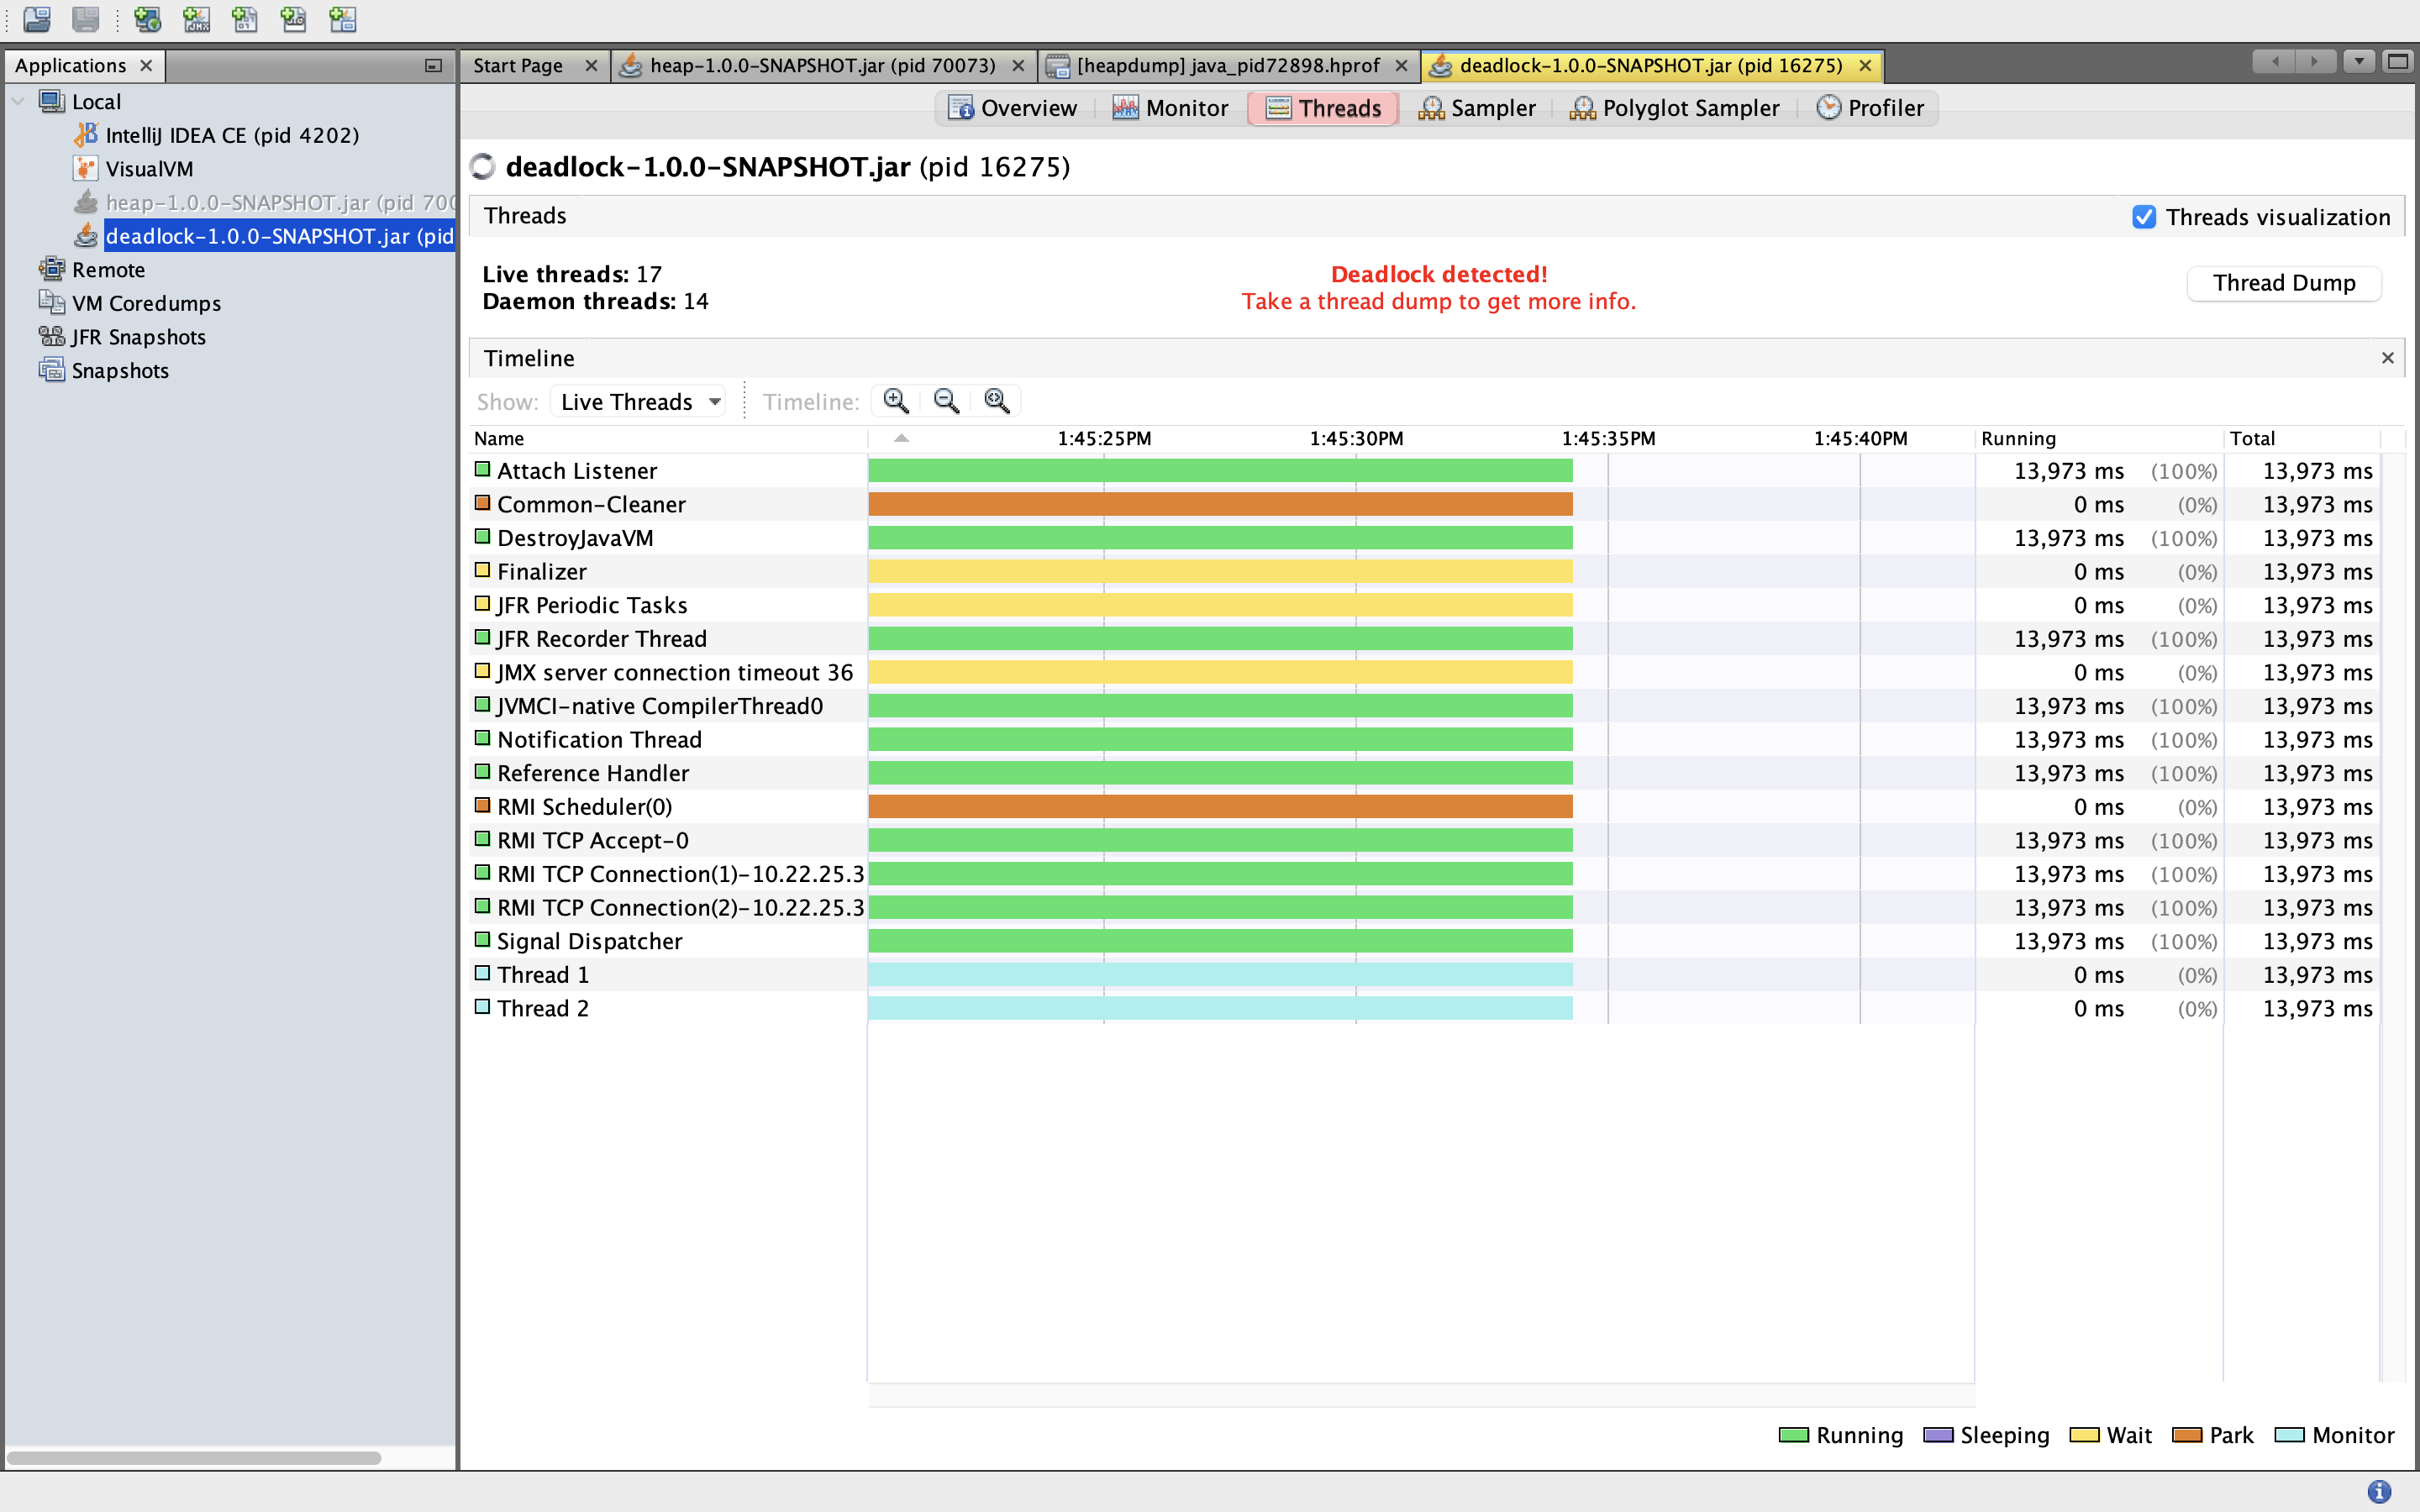 Applications
Start Page
heap-1.0.0-SNAPSHOT.jar (pid 70073)
[heapdump] java_pid72898.hprof
deadlock-1.0.0-SNAPSHOT.jar (pid 16275)
Local
IntelliJ IDEA CE (pid 4202)
VisualVM
heap-1.0.0-SNAPSHOT.jar (pid 700
deadlock-1.0.0-SNAPSHOT.jar (pid
Remote
VM Coredumps
JFR Snapshots
Snapshots
Overview
Monitor
Threads
Sampler
Polyglot Sampler
Profiler
deadlock-1.0.0-SNAPSHOT.jar (pid 16275)
Threads
Threads visualization
Live threads: 17
Daemon threads: 14
Deadlock detected!
Take a thread dump to get more info.
Thread Dump
Timeline
Show: Live Threads Timeline:
Name 1:45:25PM 1:45:30PM 1:45:35PM 1:45:40PM Running Total
Attach Listener 13,973 ms (100%) 13,973 ms
Common-Cleaner 0 ms (0%) 13,973 ms
DestroyJavaVM 13,973 ms (100%) 13,973 ms
Finalizer 0 ms (0%) 13,973 ms
JFR Periodic Tasks 0 ms (0%) 13,973 ms
JFR Recorder Thread 13,973 ms (100%) 13,973 ms
JMX server connection timeout 36 0 ms (0%) 13,973 ms
JVMCI-native CompilerThread0 13,973 ms (100%) 13,973 ms
Notification Thread 13,973 ms (100%) 13,973 ms
Reference Handler 13,973 ms (100%) 13,973 ms
RMI Scheduler(0) 0 ms (0%) 13,973 ms
RMI TCP Accept-0 13,973 ms (100%) 13,973 ms
RMI TCP Connection(1)-10.22.25.3 13,973 ms (100%) 13,973 ms
RMI TCP Connection(2)-10.22.25.3 13,973 ms (100%) 13,973 ms
Signal Dispatcher 13,973 ms (100%) 13,973 ms
Thread 1 0 ms (0%) 13,973 ms
Thread 2 0 ms (0%) 13,973 ms
Running Sleeping Wait Park Monitor